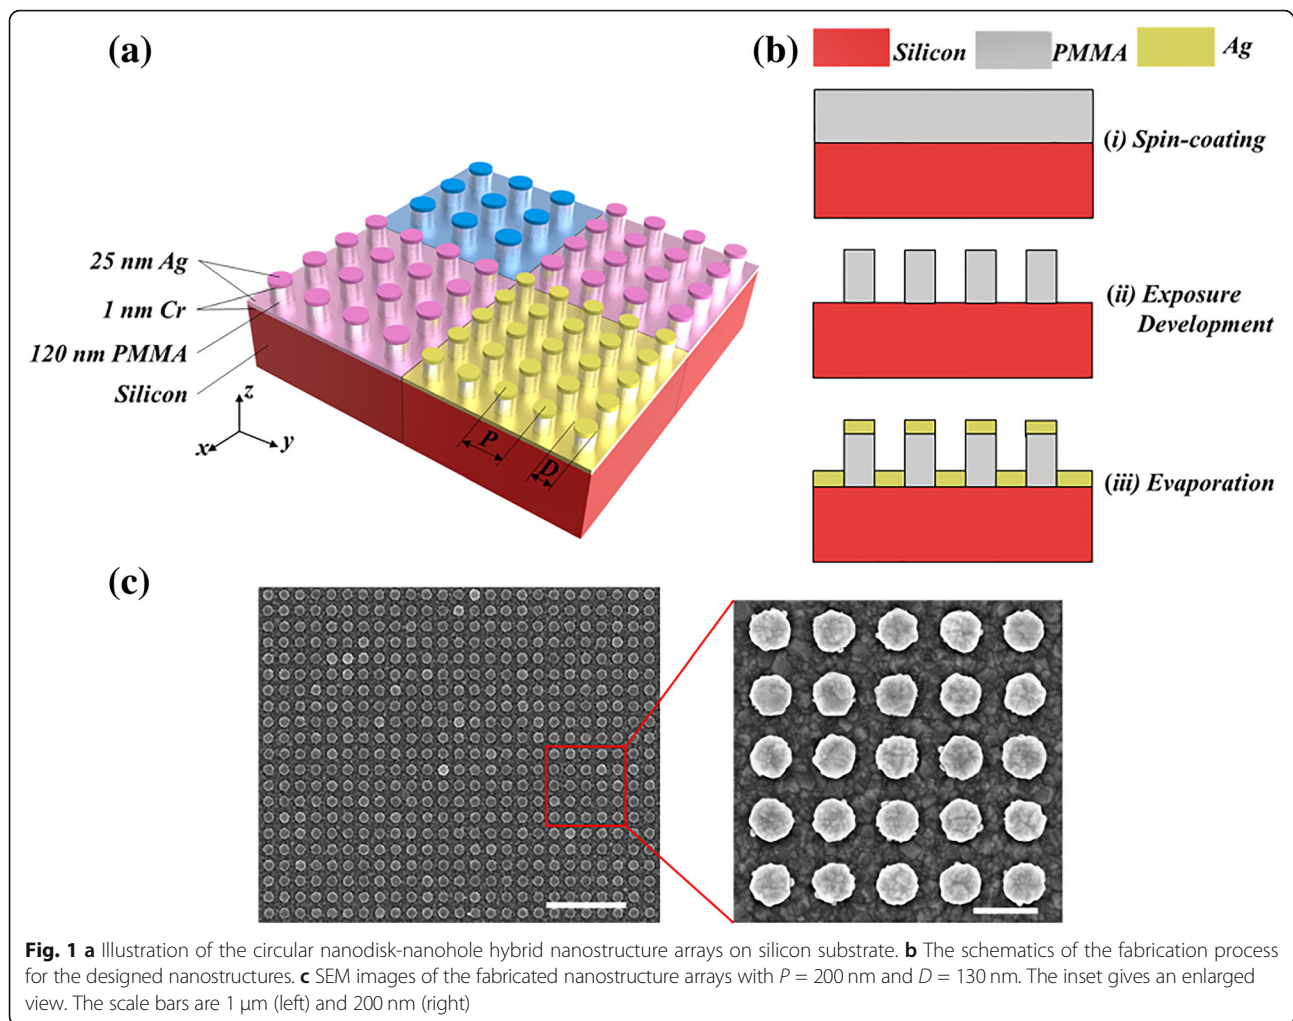 (a)
25 nm Ag
1 nm Cr
120 nm PMMA
Silicon
z
x
y
P
D
(b)
Silicon
PMMA
Ag
(i) Spin-coating
(ii) Exposure
Development
(iii) Evaporation
(c)
Fig. 1 a Illustration of the circular nanodisk-nanohole hybrid nanostructure arrays on silicon substrate. b The schematics of the fabrication process
for the designed nanostructures. c SEM images of the fabricated nanostructure arrays with P = 200 nm and D = 130 nm. The inset gives an enlarged
view. The scale bars are 1 μm (left) and 200 nm (right)